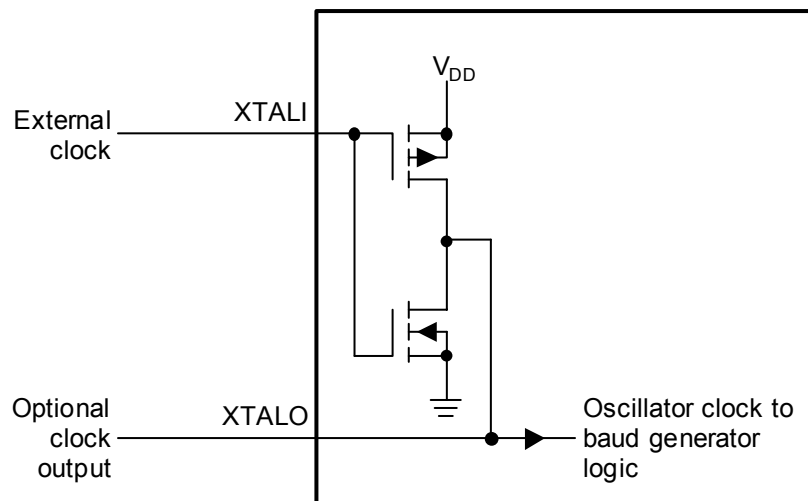 V_DD
XTALI
External
clock
XTALO
Optional
clock
output
Oscillator clock to
baud generator
logic